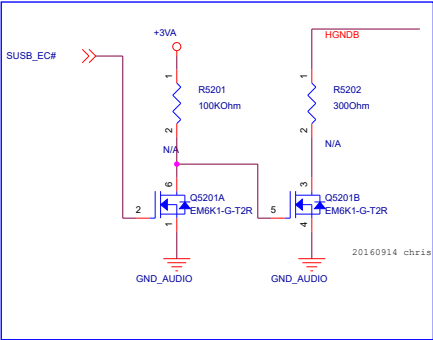 +3VA
HGNDB
SUSB_EC#
1
1
R5201
R5202
100KOhm
300Ohm
2
2
N/A
N/A
6
3
Q5201A
Q5201B
2
EM6K1-G-T2R
5
EM6K1-G-T2R
1
4
20160914 chris
GND_AUDIO
GND_AUDIO